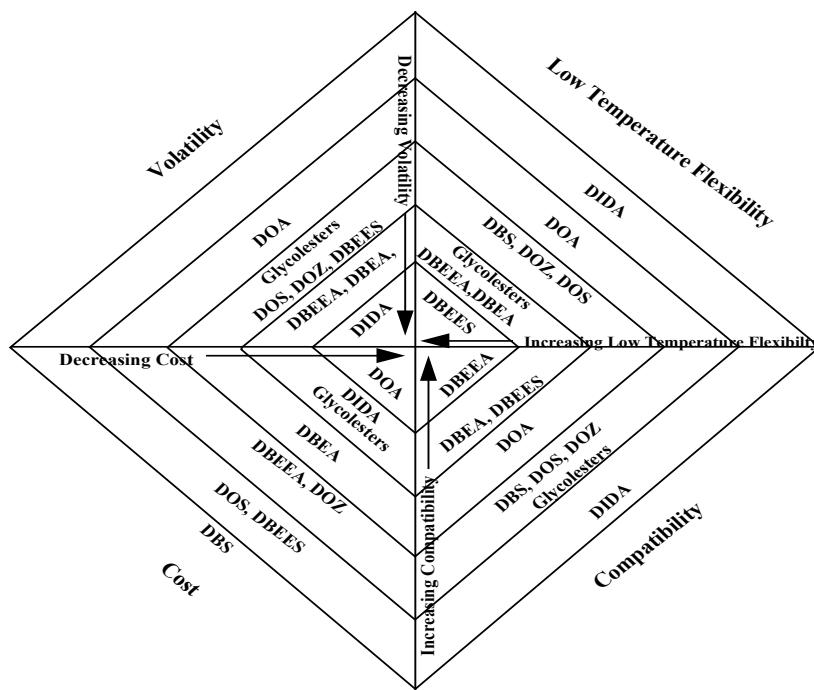 Decreasing Volatility
Low Temperature Flexibility
Volatility
DIDA
DOA
DBS, DOZ, DOS
Glycolesters
DBEEA,DBEA
DBEES
DOA
Glycolesters
DOS, DOZ, DBEES
DBEEA, DBEA,
DIDA
Increasing Low Temperature Flexibilty
Decreasing Cost
DOA
DIDA
Glycolesters
DBEA
DBEEA, DOZ
DOS, DBEES
DBS
Cost
DBEEA
DBEA, DBEES
DOA
DBS, DOS, DOZ
Glycolesters
DIDA
Compatibility
Increasing Compatibility